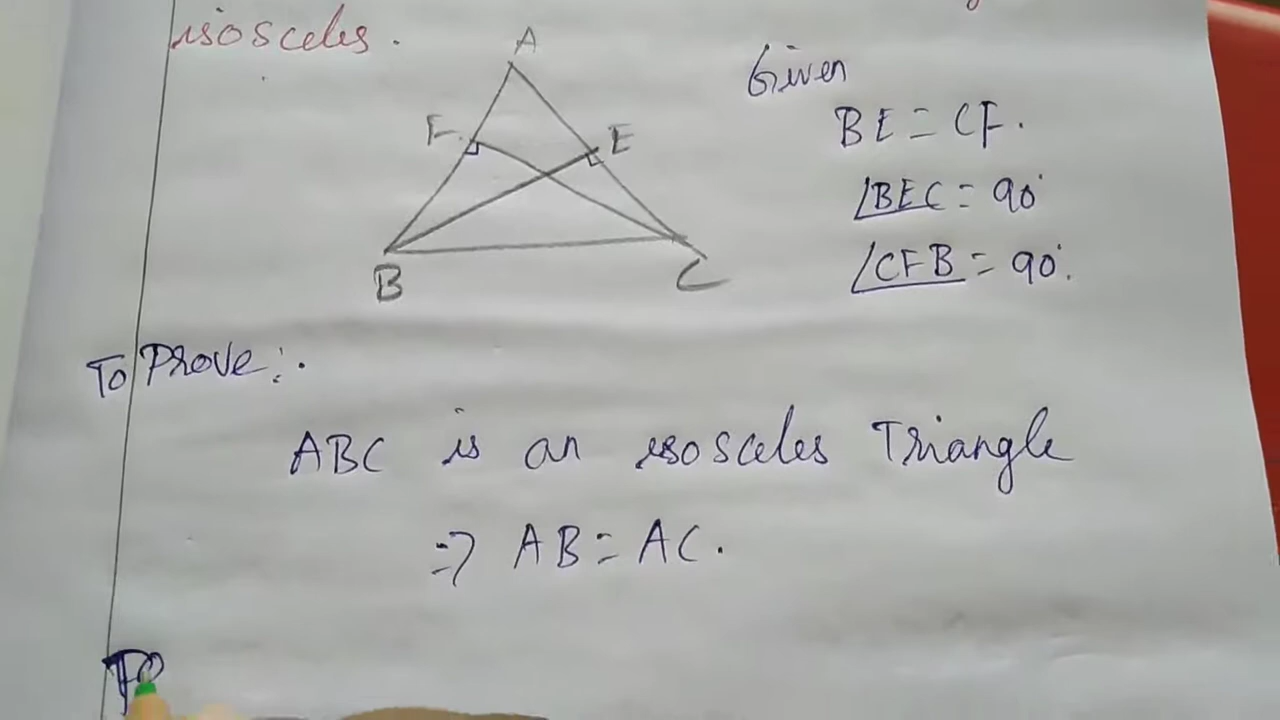 isosceles.
A
F
E
B
C
Given
BE = CF.
∠BEC = 90°
∠CFB = 90°.
To Prove:.
ABC is an isosceles Triangle
⇒ AB = AC.